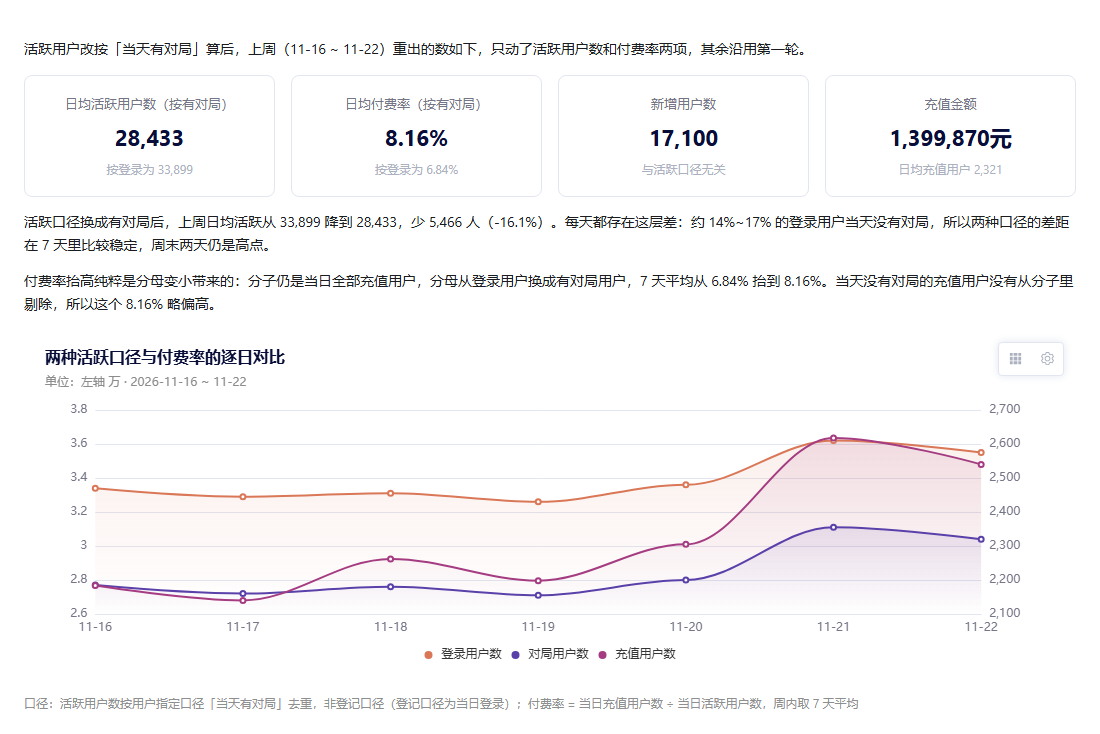 活跃用户改按「当天有对局」算后，上周（11-16 ~ 11-22）重出的数如下，只动了活跃用户数和付费率两项，其余沿用第一轮。
日均活跃用户数（按有对局）
28,433
按登录为 33,899
日均付费率（按有对局）
8.16%
按登录为 6.84%
新增用户数
17,100
与活跃口径无关
充值金额
1,399,870元
日均充值用户 2,321
活跃口径换成有对局后，上周日均活跃从 33,899 降到 28,433，少 5,466 人（-16.1%）。每天都存在这层差：约 14%~17% 的登录用户当天没有对局，所以两种口径的差距
在 7 天里比较稳定，周末两天仍是高点。
付费率抬高纯粹是分母变小带来的：分子仍是当日全部充值用户，分母从登录用户换成有对局用户，7 天平均从 6.84% 抬到 8.16%。当天没有对局的充值用户没有从分子里
剔除，所以这个 8.16% 略偏高。
两种活跃口径与付费率的逐日对比
单位：左轴 万 · 2026-11-16 ~ 11-22
3.8
2,700
3.6
2,600
3.4
2,500
3.2
2,400
3
2,300
2.8
2,200
2.6
2,100
11-16
11-17
11-18
11-19
11-20
11-21
11-22
登录用户数
对局用户数
充值用户数
口径：活跃用户数按用户指定口径「当天有对局」去重，非登记口径（登记口径为当日登录）；付费率 = 当日充值用户数 ÷ 当日活跃用户数，周内取 7 天平均